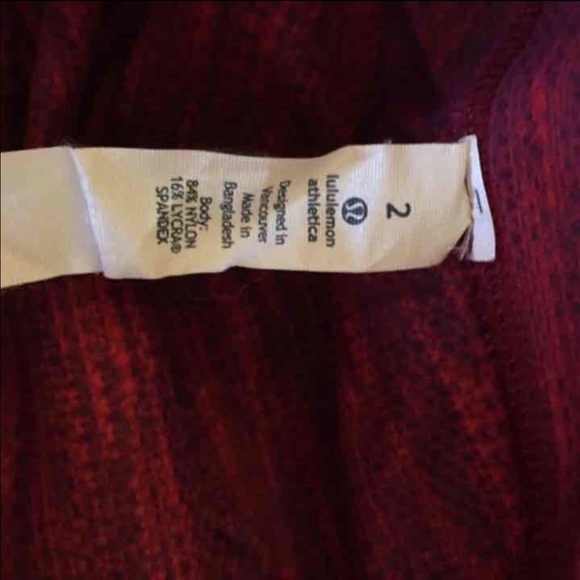 2
lululemon
athletica
Designed in
Vancouver
Made in
Bangladesh
Body:
84% NYLON
16% LYCRA®
SPANDEX